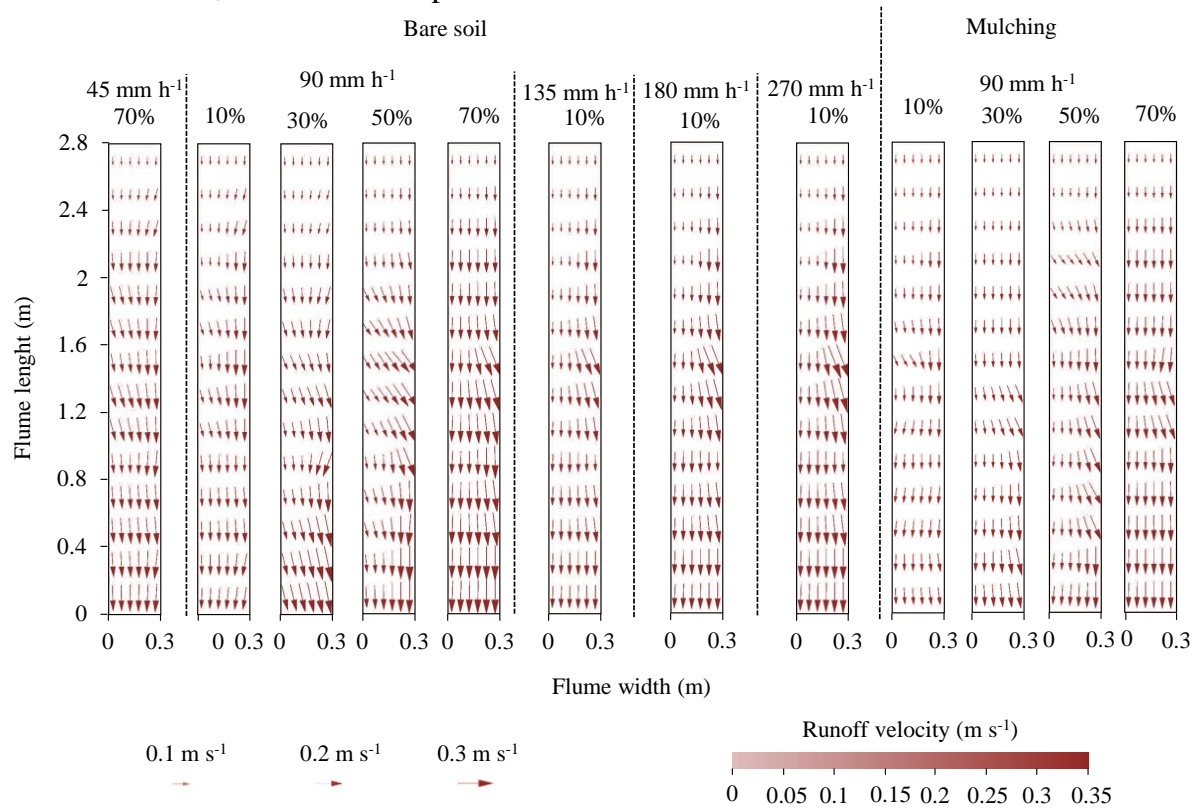 Bare soil Mulching
45 mm h-1 90 mm h-1 135 mm h-1 180 mm h-1 270 mm h-1 90 mm h-1
70% 10% 30% 50% 70% 10% 10% 10% 10% 30% 50% 70%
2.8
2.4
2
1.6
1.2
0.8
0.4
0
Flume lenght (m)
0 0.3 0 0.3 0 0.3 0 0.3 0 0.3 0 0.3 0 0.3 0 0.3 0 0.3 0 0.3 0 0.3 0 0.3
Flume width (m)
0.1 m s-1 0.2 m s-1 0.3 m s-1
Runoff velocity (m s-1)
0 0.05 0.1 0.15 0.2 0.25 0.3 0.35